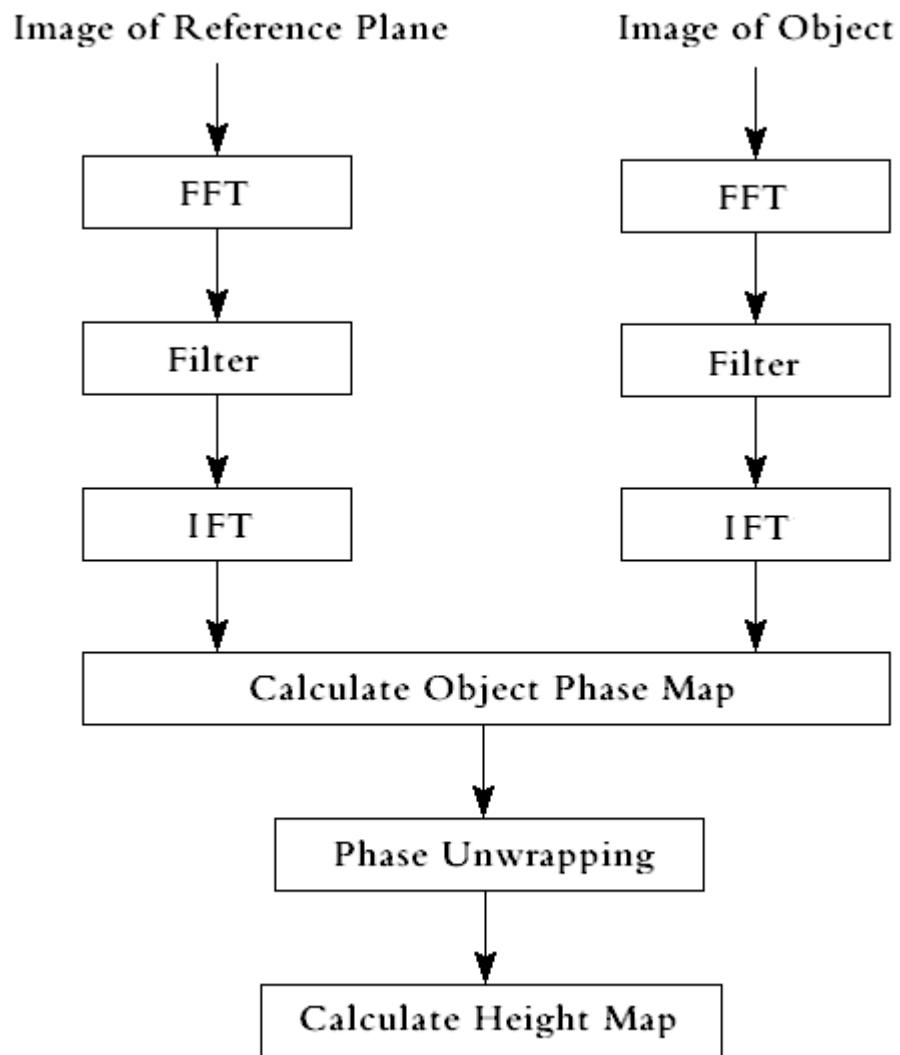 Image of Reference Plane
Image of Object
FFT
FFT
Filter
Filter
IFT
IFT
Calculate Object Phase Map
Phase Unwrapping
Calculate Height Map